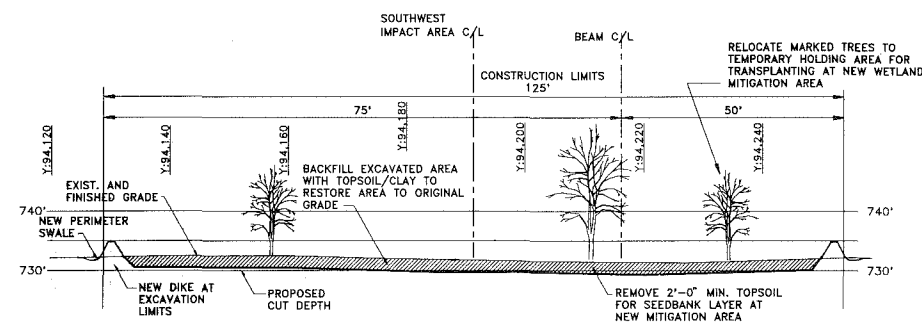 SOUTHWEST
IMPACT AREA C/L
BEAM C/L
RELOCATE MARKED TREES TO
TEMPORARY HOLDING AREA FOR
TRANSPLANTING AT NEW WETLAND
MITIGATION AREA
CONSTRUCTION LIMITS
125'
75'
50'
Y:94,120
Y:94,140
Y:94,160
Y:94,180
Y:94,200
Y:94,220
Y:94,240
EXIST. AND
FINISHED GRADE
BACKFILL EXCAVATED AREA
WITH TOPSOIL/CLAY TO
RESTORE AREA TO ORIGINAL
GRADE
740'
740'
NEW PERIMETER
SWALE
730'
730'
NEW DIKE AT
EXCAVATION
LIMITS
PROPOSED
CUT DEPTH
REMOVE 2'-0" MIN. TOPSOIL
FOR SEEDBANK LAYER AT
NEW MITIGATION AREA